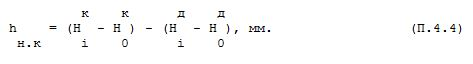 к к д д
h = (H - H ) - (H - H ), мм. (П.4.4)
н.к i 0 i 0